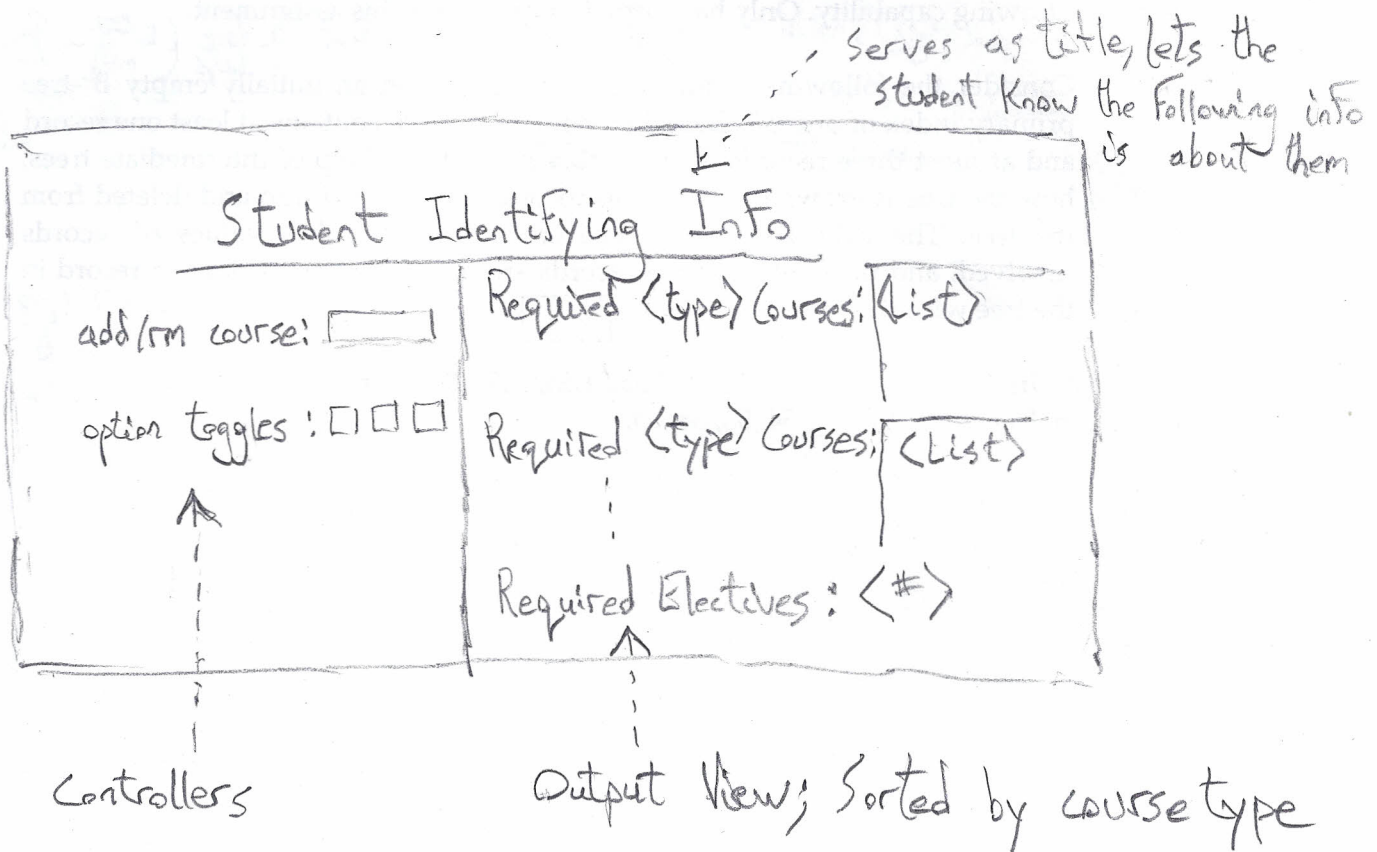 Serves as title, lets the
Student Know the Following info
is about them
Student Identifying Info
add/rm course:
option toggles:
Required <type> Courses: <List>
Required <type> Courses: <List>
Required Electives: <#>
Controllers
Output View; Sorted by course type